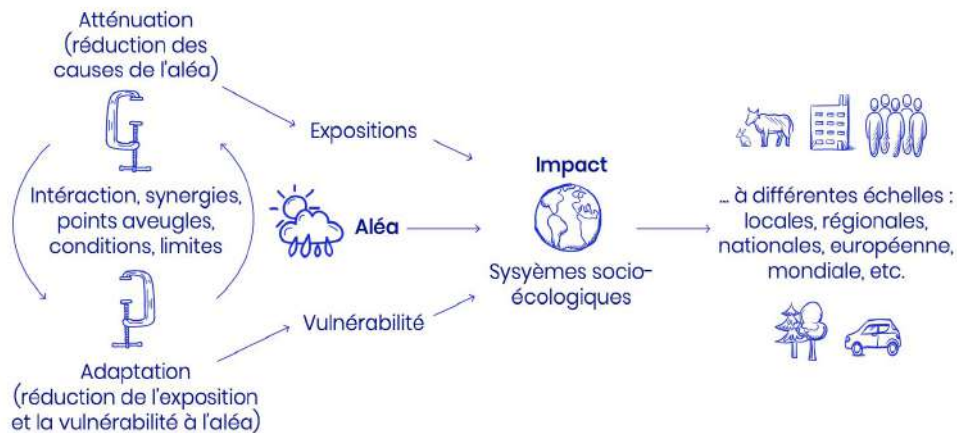 Atténuation
(réduction des
causes de l'aléa)
Expositions
Intéraction, synergies,
points aveugles,
conditions, limites
Aléa
Impact
Sysyèmes socio-
écologiques
... à différentes échelles :
locales, régionales,
nationales, européenne,
mondiale, etc.
Vulnérabilité
Adaptation
(réduction de l'exposition
et la vulnérabilité à l'aléa)